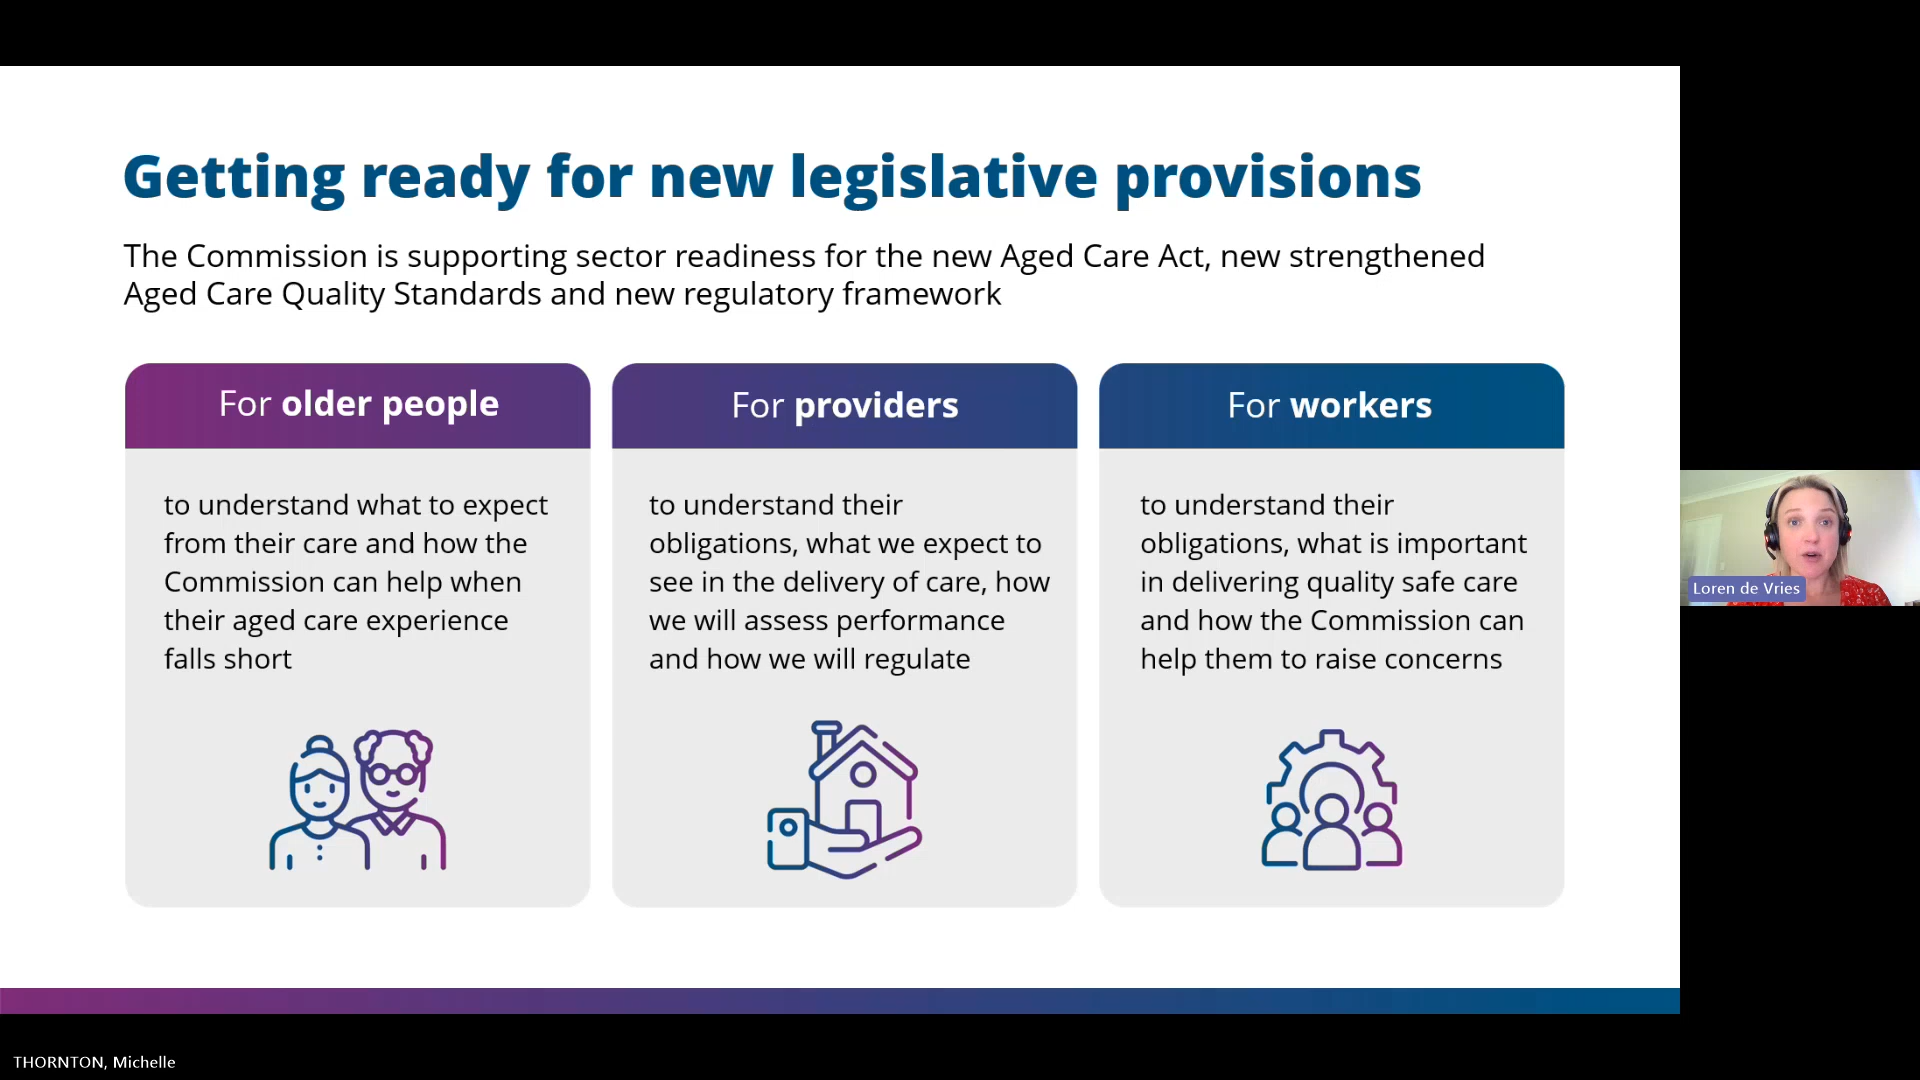 Getting ready for new legislative provisions
The Commission is supporting sector readiness for the new Aged Care Act, new strengthened
Aged Care Quality Standards and new regulatory framework
For older people
to understand what to expect
from their care and how the
Commission can help when
their aged care experience
falls short
For providers
to understand their
obligations, what we expect to
see in the delivery of care, how
we will assess performance
and how we will regulate
For workers
to understand their
obligations, what is important
in delivering quality safe care
and how the Commission can
help them to raise concerns
Loren de Vries
THORNTON, Michelle